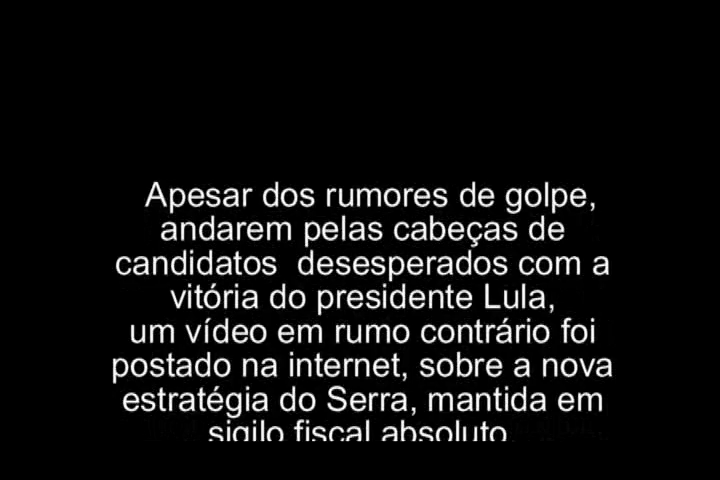 Apesar dos rumores de golpe,
andarem pelas cabeças de
candidatos desesperados com a
vitória do presidente Lula,
um vídeo em rumo contrário foi
postado na internet, sobre a nova
estratégia do Serra, mantida em
sigilo fiscal absoluto